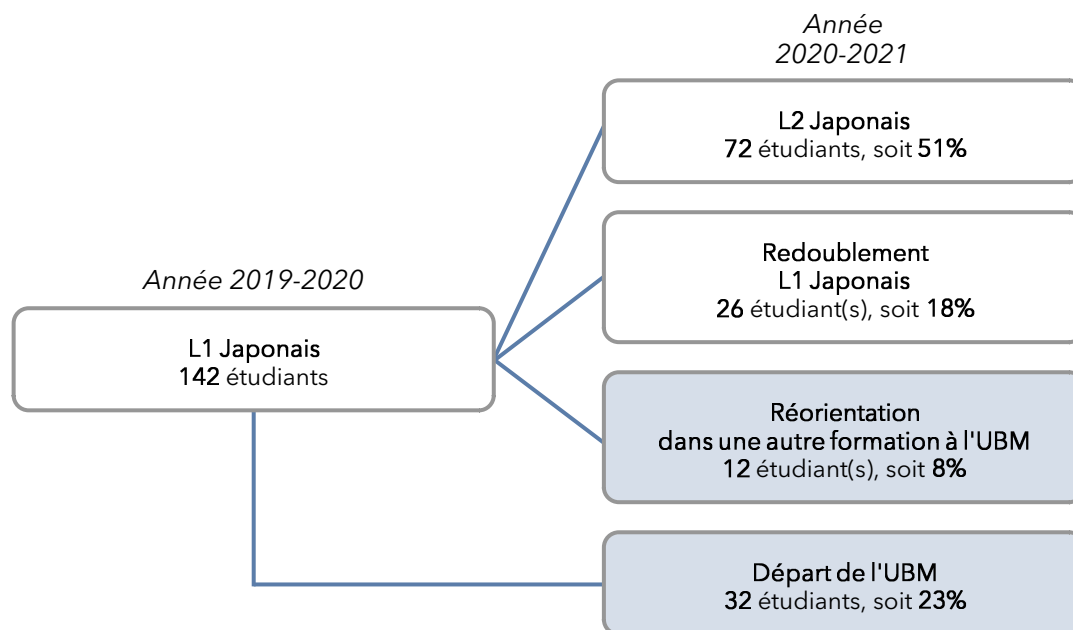 Année
2020-2021
L2 Japonais
72 étudiants, soit 51%
Redoublement
L1 Japonais
26 étudiant(s), soit 18%
Année 2019-2020
L1 Japonais
142 étudiants
Réorientation
dans une autre formation à l'UBM
12 étudiant(s), soit 8%
Départ de l'UBM
32 étudiants, soit 23%